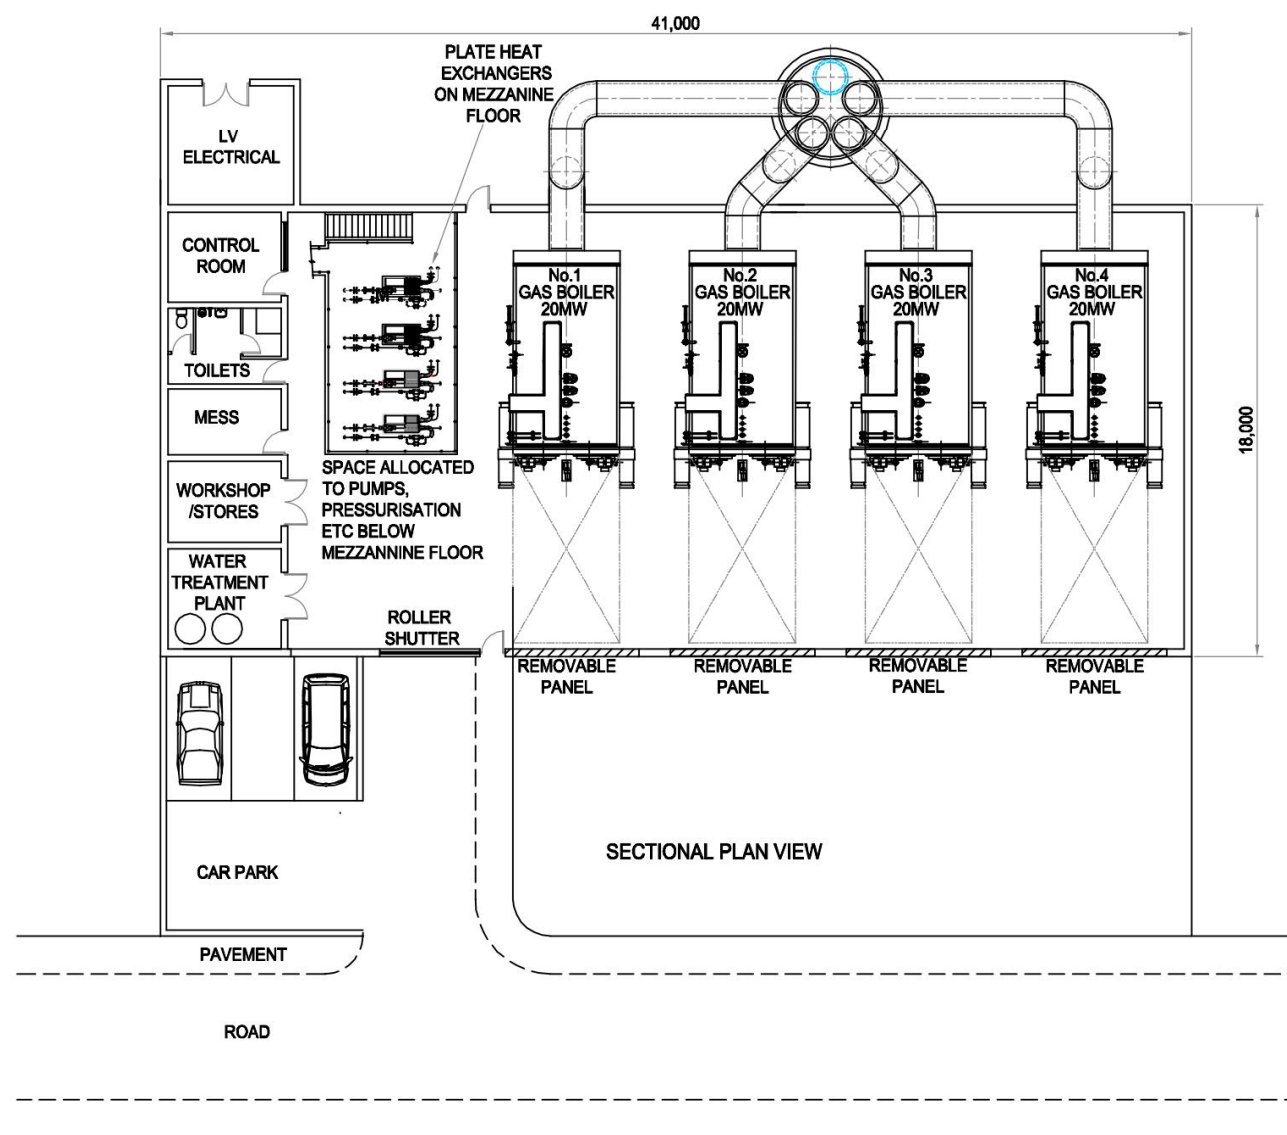 41,000
PLATE HEAT
EXCHANGERS
ON MEZZANINE
FLOOR
LV
ELECTRICAL
CONTROL
ROOM
No.1
GAS BOILER
20MW
No.2
GAS BOILER
20MW
No.3
GAS BOILER
20MW
No.4
GAS BOILER
20MW
TOILETS
MESS
18,000
SPACE ALLOCATED
TO PUMPS,
PRESSURISATION
ETC BELOW
MEZZANNINE FLOOR
WORKSHOP
/STORES
WATER
TREATMENT
PLANT
ROLLER
SHUTTER
REMOVABLE
PANEL
REMOVABLE
PANEL
REMOVABLE
PANEL
REMOVABLE
PANEL
SECTIONAL PLAN VIEW
CAR PARK
PAVEMENT
ROAD